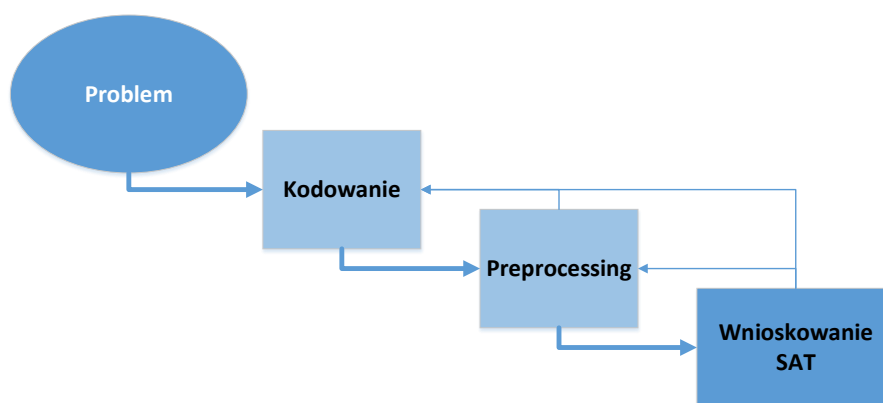 Problem
Kodowanie
Preprocessing
Wnioskowanie
SAT